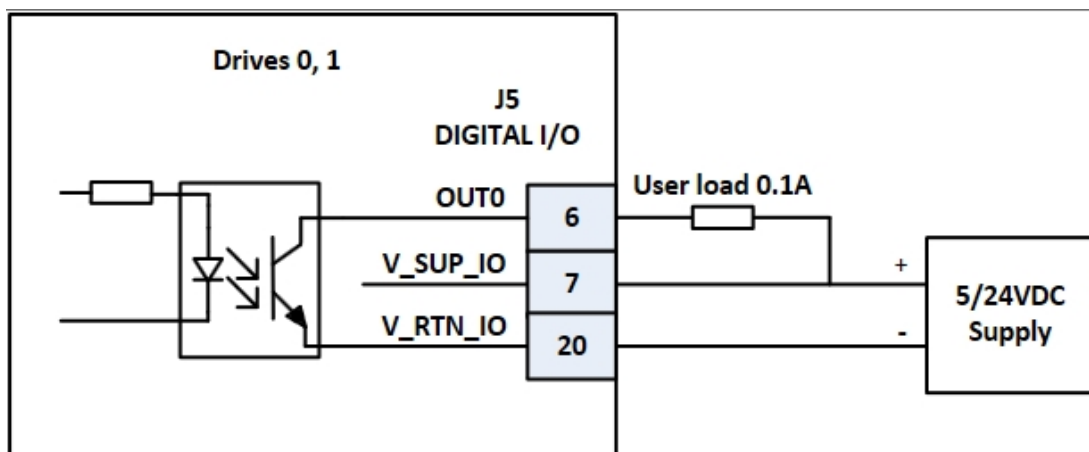 Drives 0, 1
J5
DIGITAL I/O
OUT0
6
User load 0.1A
V_SUP_IO
7
+
V_RTN_IO
20
-
5/24VDC
Supply